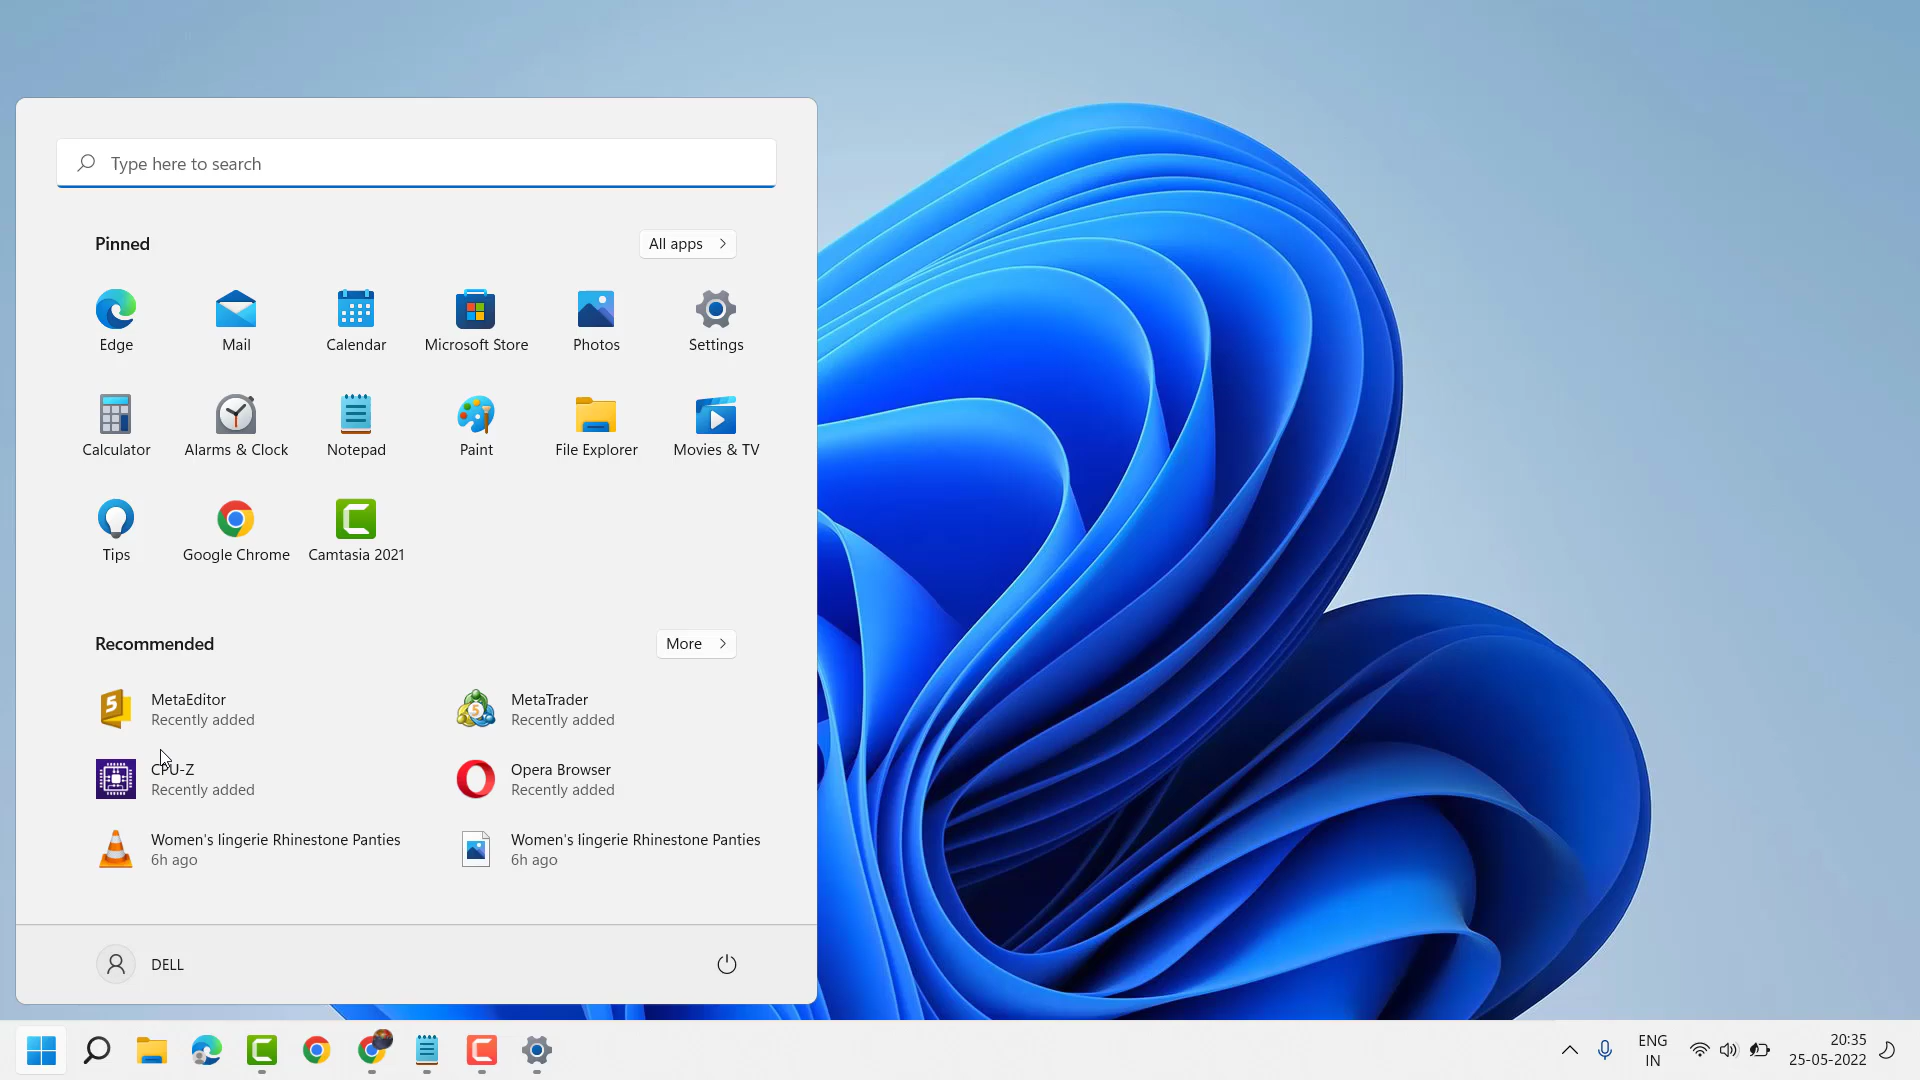 Type here to search
Pinned
All apps
Edge
Mail
Calendar
Microsoft Store
Photos
Settings
Calculator
Alarms & Clock
Notepad
Paint
File Explorer
Movies & TV
Tips
Google Chrome
Camtasia 2021
Recommended
More
MetaEditor
Recently added
MetaTrader
Recently added
CPU-Z
Recently added
Opera Browser
Recently added
Women's lingerie Rhinestone Panties
6h ago
Women's lingerie Rhinestone Panties
6h ago
DELL
ENG
IN
20:35
25-05-2022